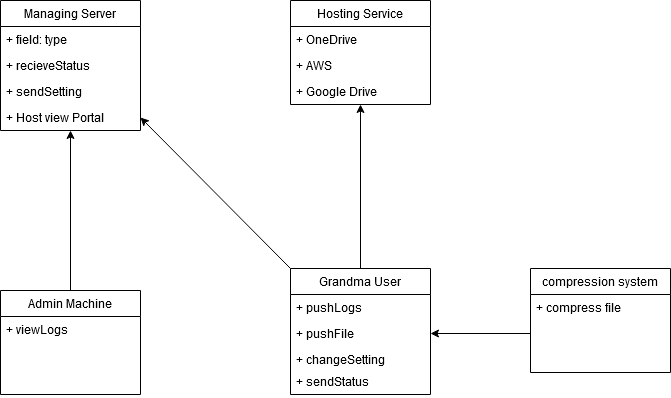 Managing Server
+ field: type
+ recieveStatus
+ sendSetting
+ Host view Portal
Hosting Service
+ OneDrive
+ AWS
+ Google Drive
Admin Machine
+ viewLogs
Grandma User
+ pushLogs
+ pushFile
+ changeSetting
+ sendStatus
compression system
+ compress file